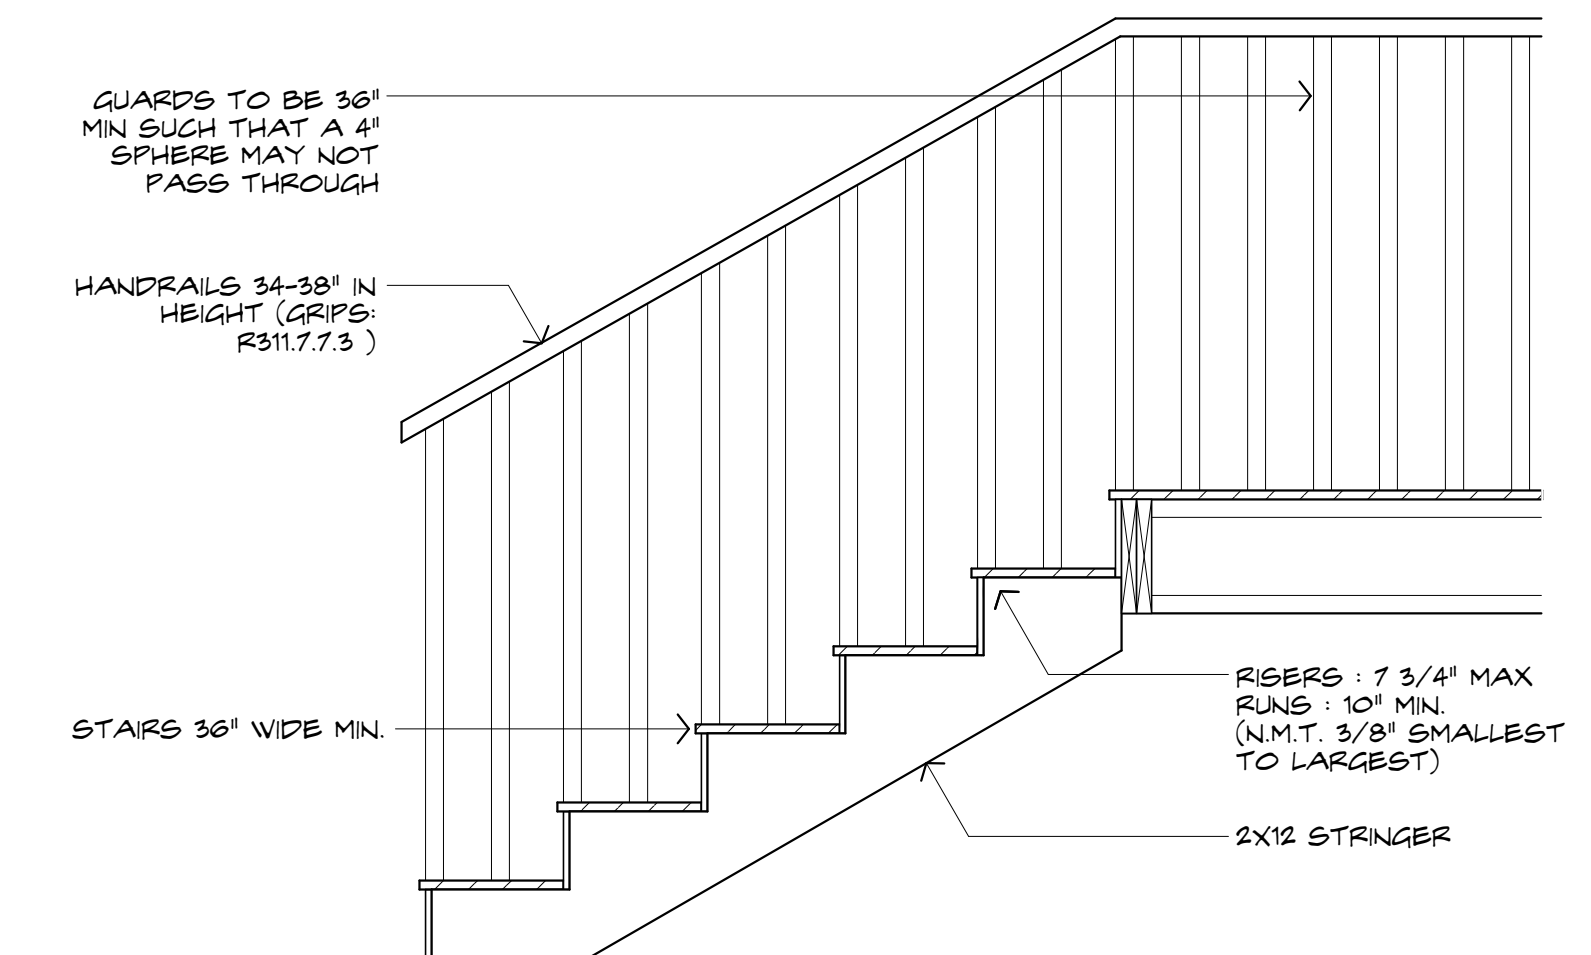 GUARDS TO BE 36"
MIN SUCH THAT A 4"
SPHERE MAY NOT
PASS THROUGH
HANDRAILS 34-38" IN
HEIGHT (GRIPS:
R311.7.7.3 )
STAIRS 36" WIDE MIN.
RISERS : 7 3/4" MAX
RUNS : 10" MIN.
(N.M.T. 3/8" SMALLEST
TO LARGEST)
2X12 STRINGER